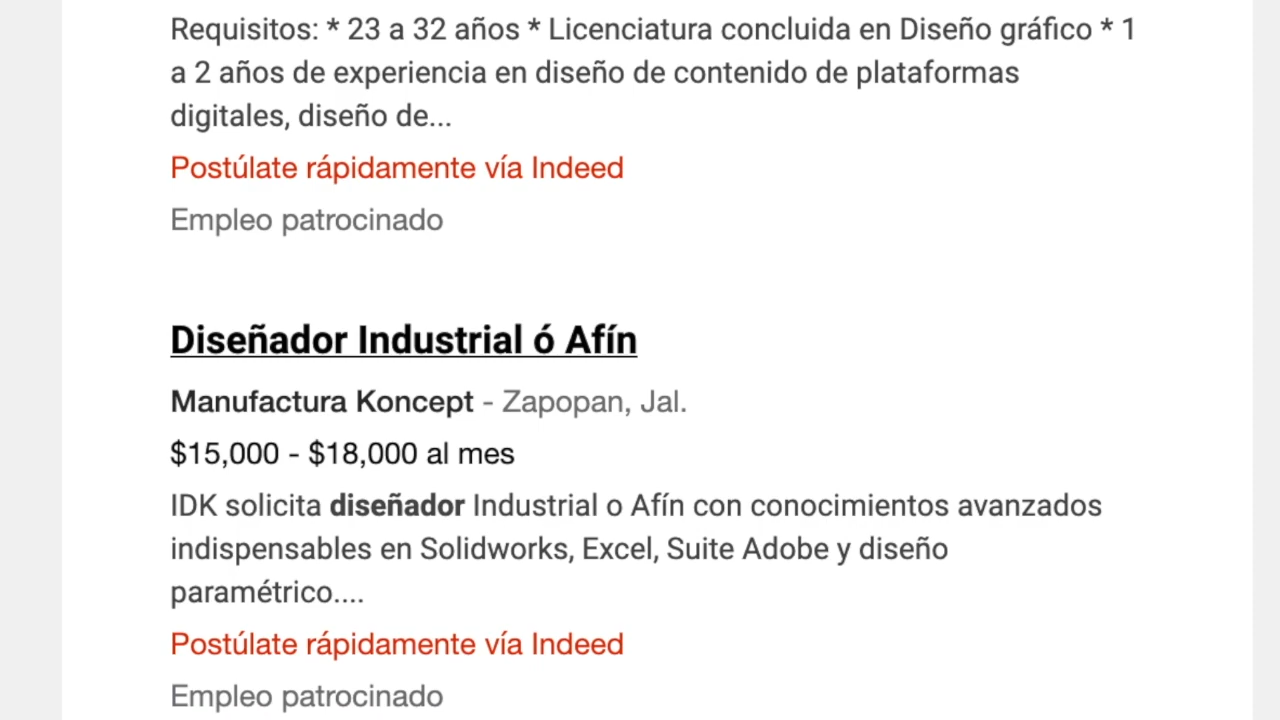 Requisitos: * 23 a 32 años * Licenciatura concluida en Diseño gráfico * 1
a 2 años de experiencia en diseño de contenido de plataformas
digitales, diseño de...
Postúlate rápidamente vía Indeed
Empleo patrocinado
Diseñador Industrial ó Afín
Manufactura Koncept - Zapopan, Jal.
$15,000 - $18,000 al mes
IDK solicita diseñador Industrial o Afín con conocimientos avanzados
indispensables en Solidworks, Excel, Suite Adobe y diseño
paramétrico....
Postúlate rápidamente vía Indeed
Empleo patrocinado